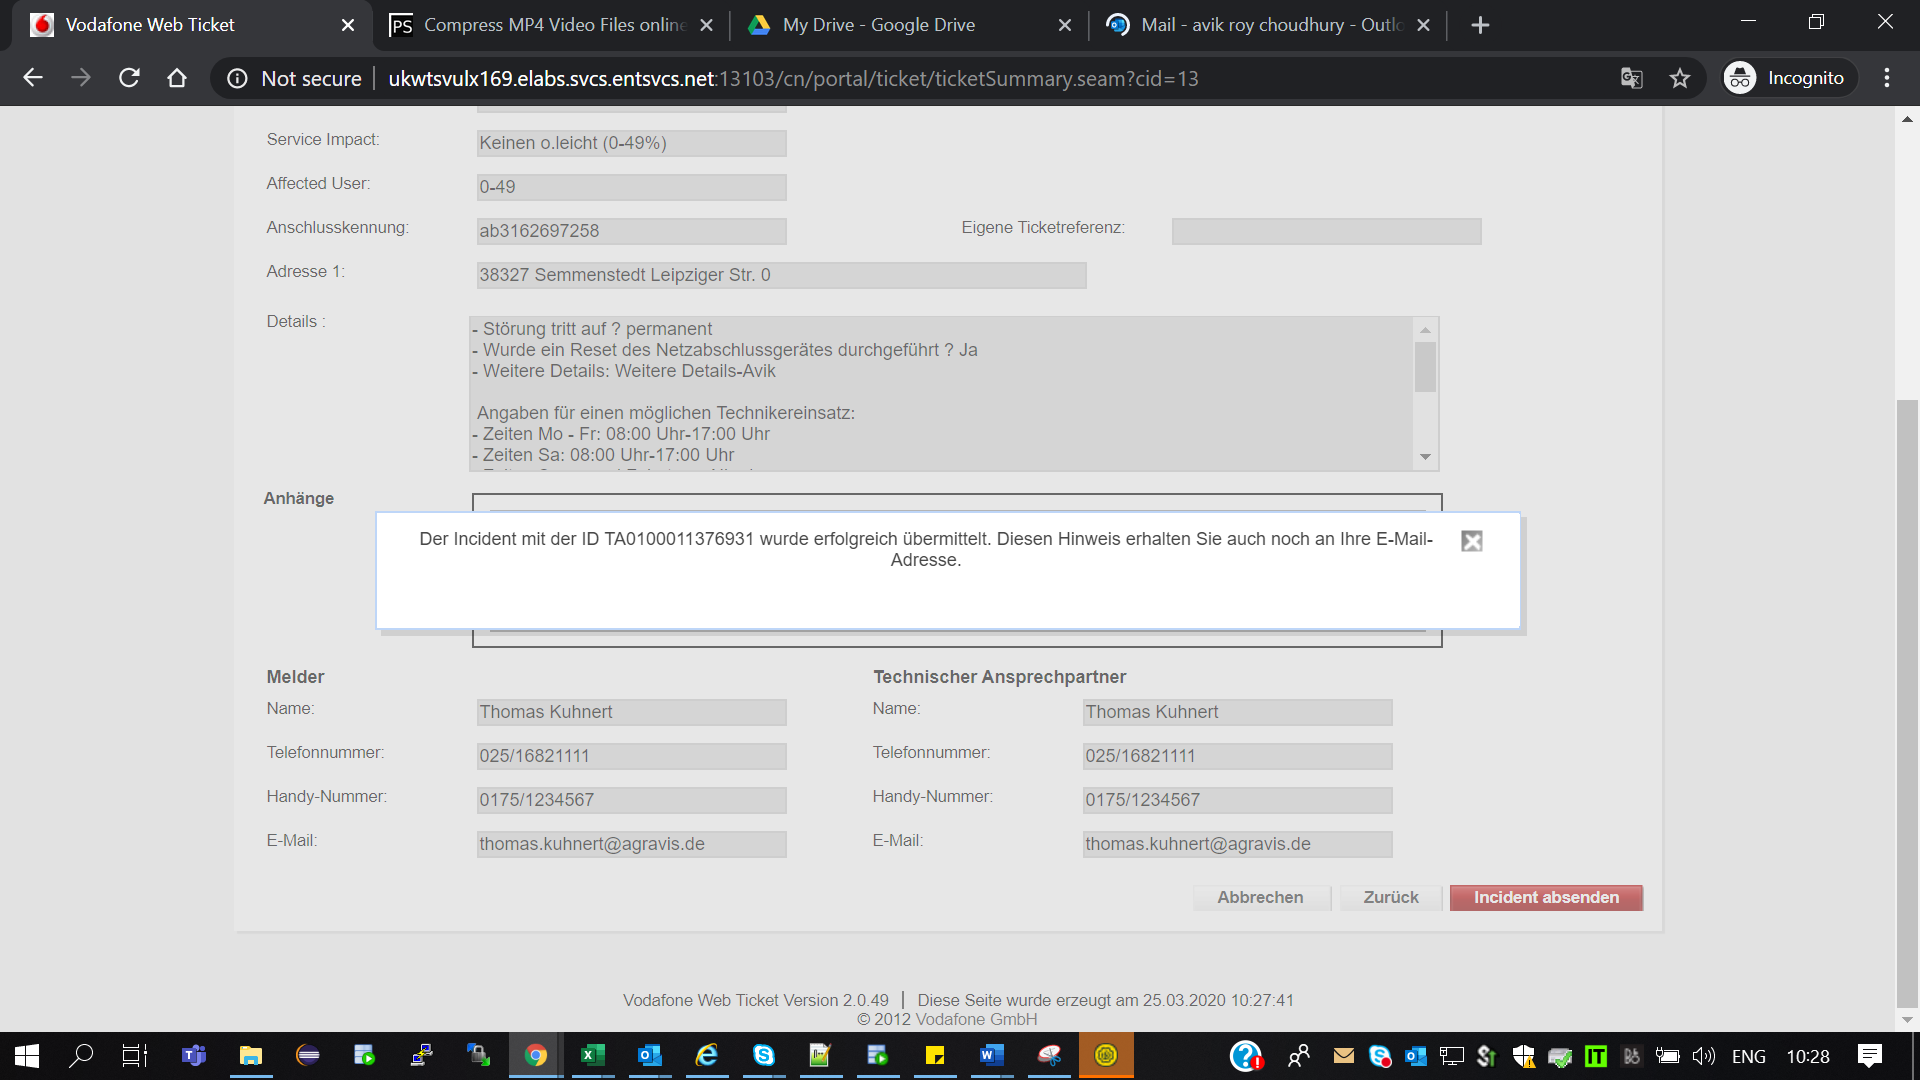 Vodafone Web Ticket
Compress MP4 Video Files online
My Drive - Google Drive
Mail - avik roy choudhury - Outlo
Not secure
ukwtsvulx169.elabs.svcs.entsvcs.net:13103/cn/portal/ticket/ticketSummary.seam?cid=13
Incognito
Service Impact:
Keinen o.leicht (0-49%)
Affected User:
0-49
Anschlusskennung:
ab3162697258
Eigene Ticketreferenz:
Adresse 1:
38327 Semmenstedt Leipziger Str. 0
Details :
- Störung tritt auf ? permanent
- Wurde ein Reset des Netzabschlussgerätes durchgeführt ? Ja
- Weitere Details: Weitere Details-Avik
Angaben für einen möglichen Technikereinsatz:
- Zeiten Mo - Fr: 08:00 Uhr-17:00 Uhr
- Zeiten Sa: 08:00 Uhr-17:00 Uhr
Anhänge
Der Incident mit der ID TA0100011376931 wurde erfolgreich übermittelt. Diesen Hinweis erhalten Sie auch noch an Ihre E-Mail-
Adresse.
Melder
Technischer Ansprechpartner
Name:
Thomas Kuhnert
Name:
Thomas Kuhnert
Telefonnummer:
025/16821111
Telefonnummer:
025/16821111
Handy-Nummer:
0175/1234567
Handy-Nummer:
0175/1234567
E-Mail:
thomas.kuhnert@agravis.de
E-Mail:
thomas.kuhnert@agravis.de
Abbrechen
Zurück
Incident absenden
Vodafone Web Ticket Version 2.0.49 | Diese Seite wurde erzeugt am 25.03.2020 10:27:41
© 2012 Vodafone GmbH
ENG
10:28